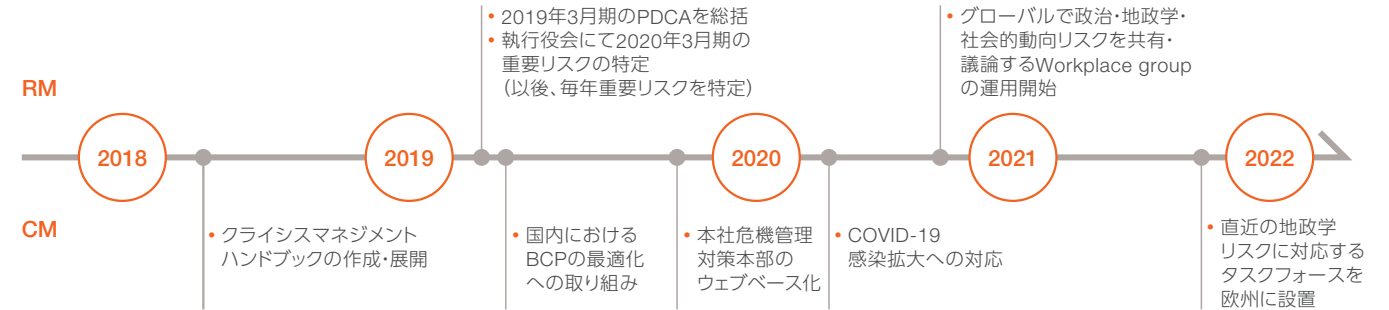 • 2019年3月期のPDCAを総括
• 執行役会にて2020年3月期の
重要リスクの特定
（以後、毎年重要リスクを特定）
• グローバルで政治・地政学・
社会的動向リスクを共有・
議論するWorkplace group
の運用開始
RM
2018
2019
2020
2021
2022
CM
• クライシスマネジメント
ハンドブックの作成・展開
• 国内における
BCPの最適化
への取り組み
• 本社危機管理
対策本部の
ウェブベース化
• COVID-19
感染拡大への対応
• 直近の地政学
リスクに対応する
タスクフォースを
欧州に設置